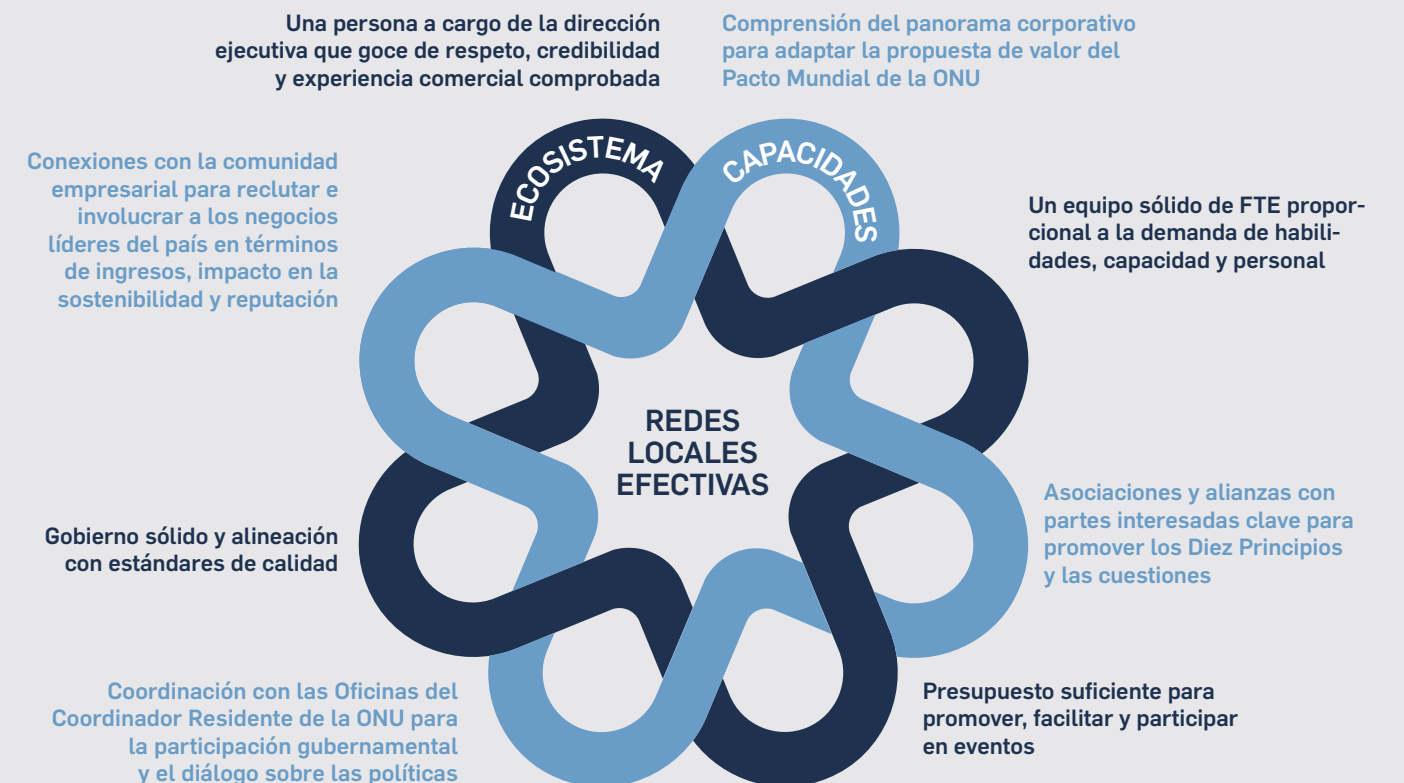 Una persona a cargo de la dirección
ejecutiva que goce de respeto, credibilidad
y experiencia comercial comprobada
Comprensión del panorama corporativo
para adaptar la propuesta de valor del
Pacto Mundial de la ONU
ECOSISTEMA
CAPACIDADES
Conexiones con la comunidad
empresarial para reclutar e
involucrar a los negocios
líderes del país en términos
de ingresos, impacto en la
sostenibilidad y reputación
Un equipo sólido de FTE propor-
cional a la demanda de habili-
dades, capacidad y personal
REDES
LOCALES
EFECTIVAS
Gobierno sólido y alineación
con estándares de calidad
Asociaciones y alianzas con
partes interesadas clave para
promover los Diez Principios
y las cuestiones
Coordinación con las Oficinas del
Coordinador Residente de la ONU para
la participación gubernamental
y el diálogo sobre las políticas
Presupuesto suficiente para
promover, facilitar y participar
en eventos